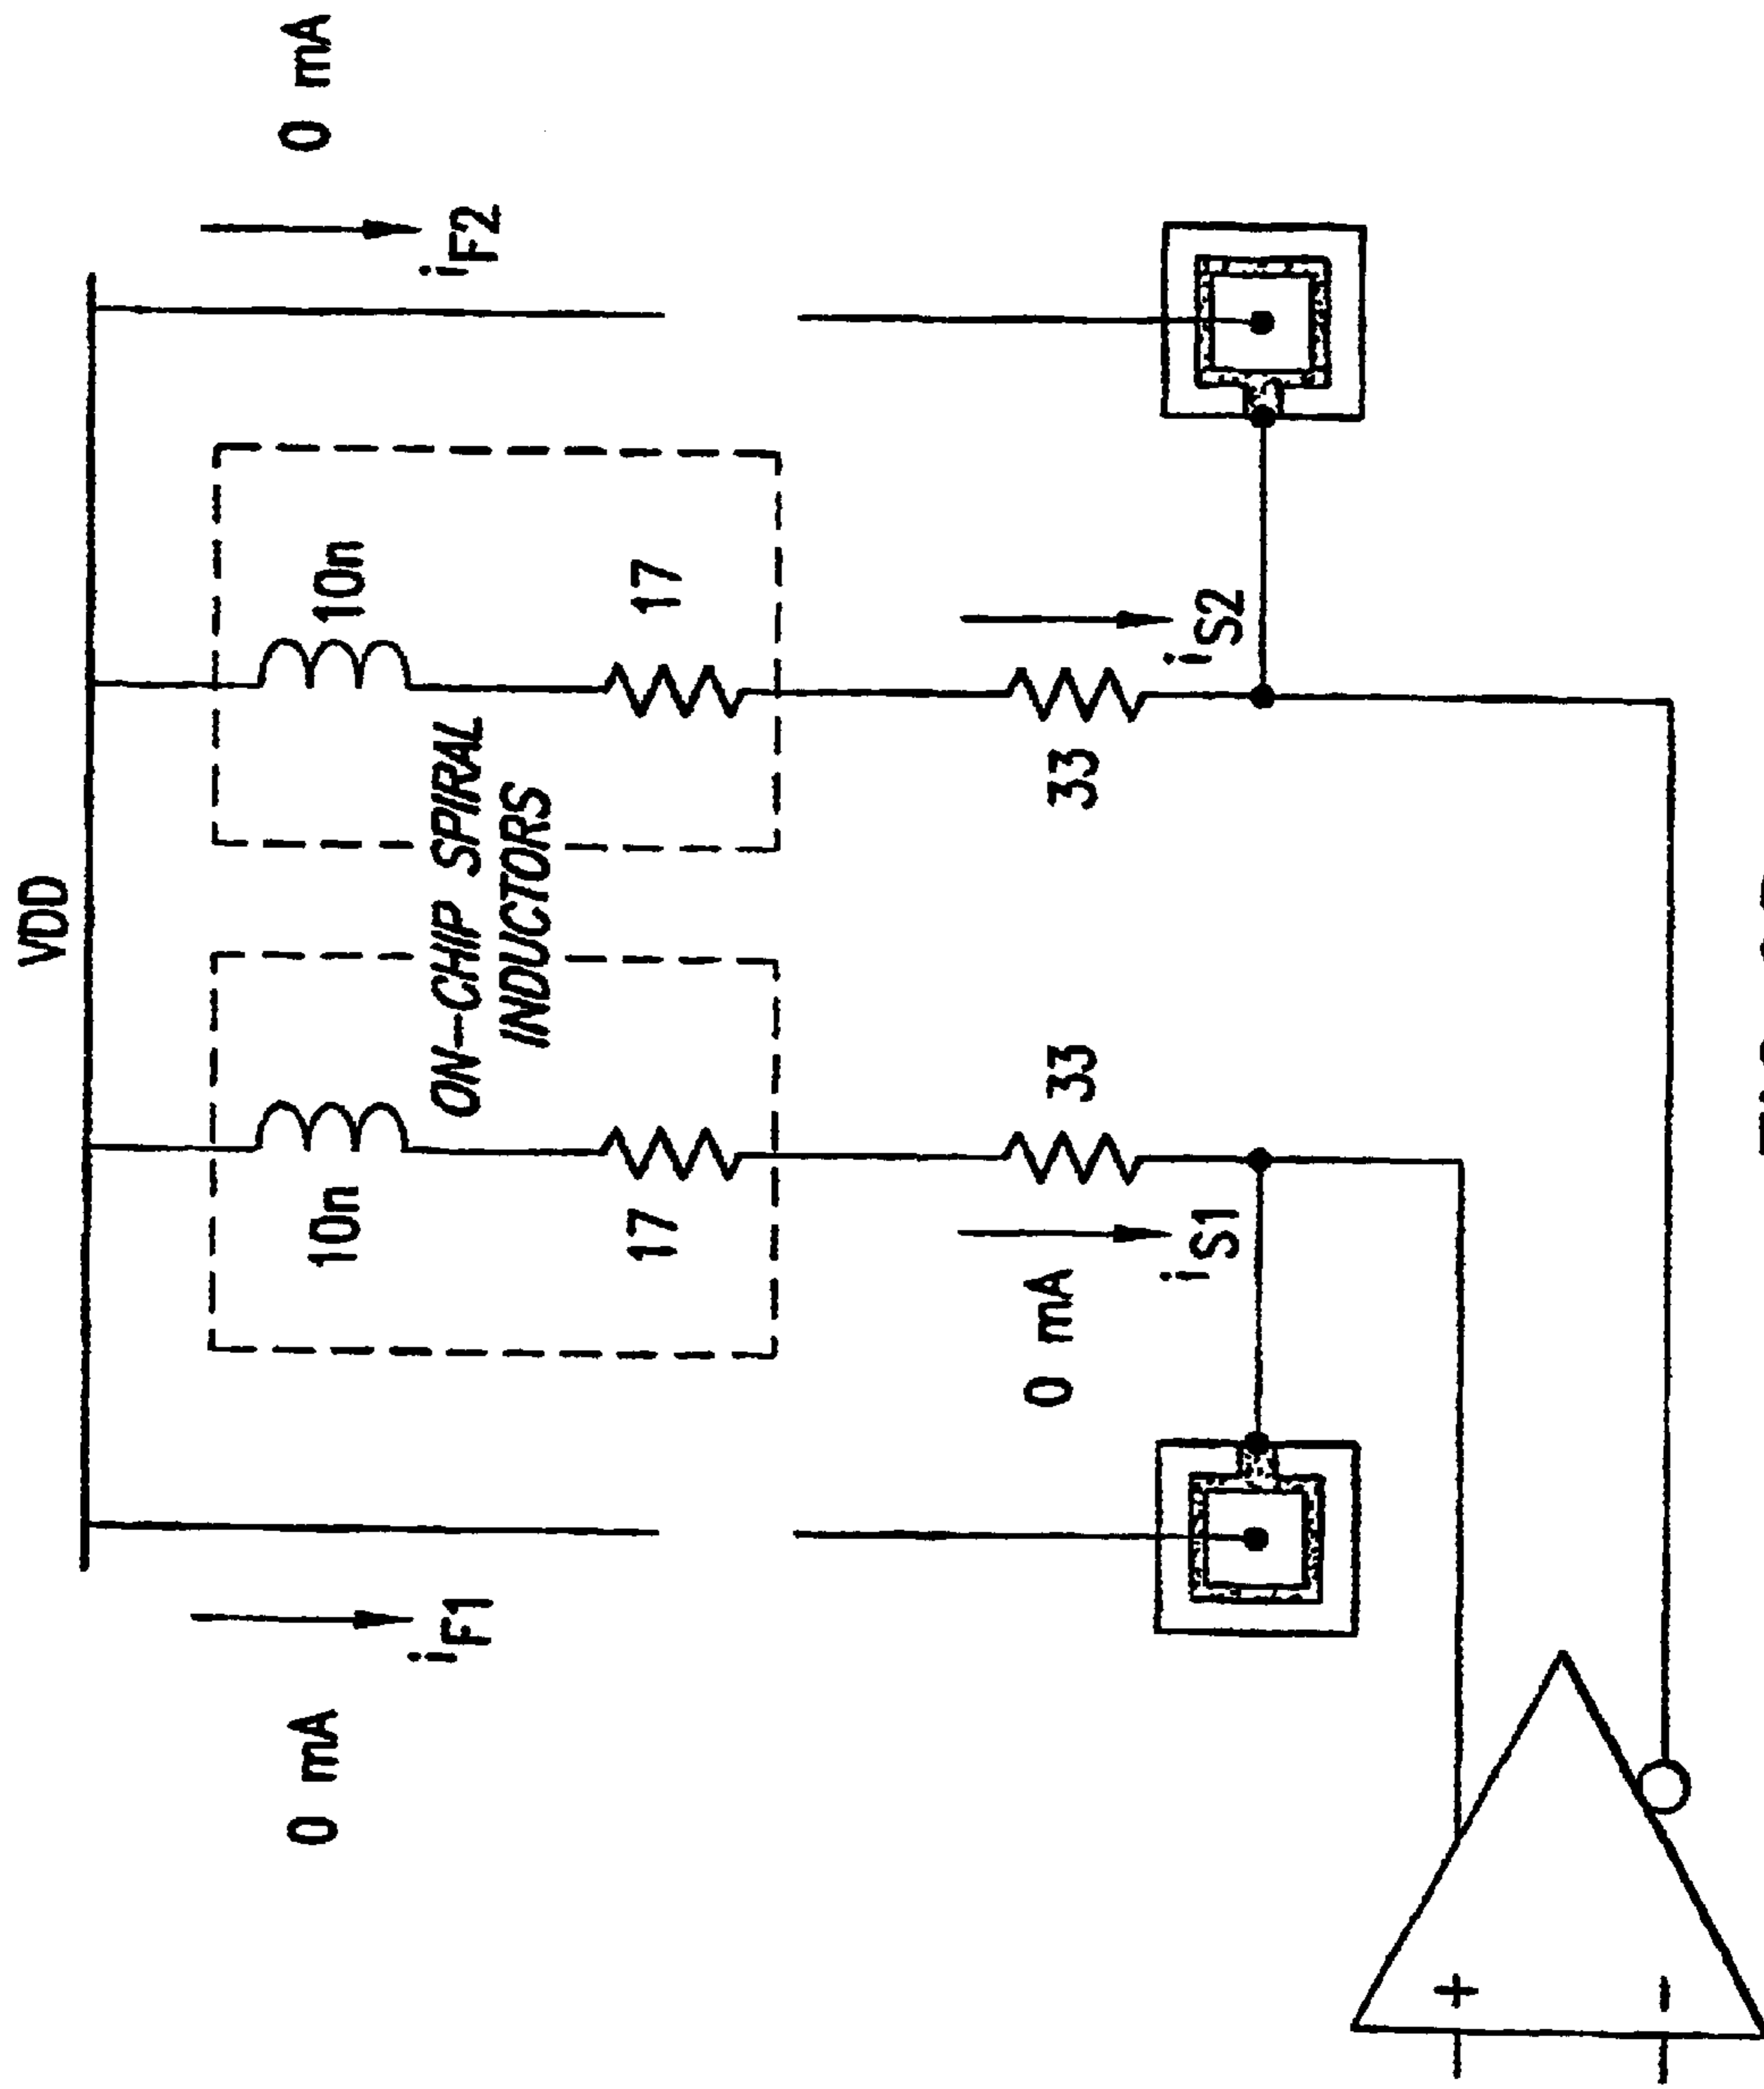 VDD
0 mA
iF1
10n
17
ON-CHIP SPIRAL
INDUCTORS
10n
17
0 mA
iF2
0 mA
iS1
33
33
iS2
+
−